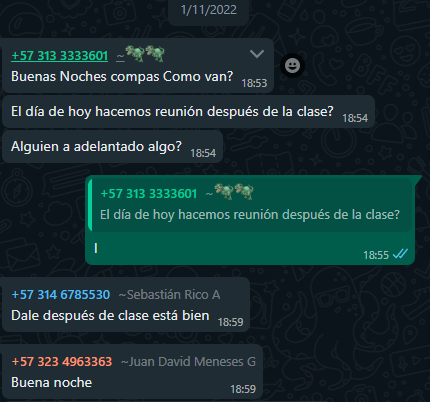 1/11/2022
+57 313 3333601 ~🦖🦖
Buenas Noches compas Como van?
18:53
El día de hoy hacemos reunión después de la clase?
18:54
Alguien a adelantado algo?
18:54
+57 313 3333601 ~🦖🦖
El día de hoy hacemos reunión después de la clase?
I
18:55
+57 314 6785530 ~Sebastián Rico A
Dale después de clase está bien
18:59
+57 323 4963363 ~Juan David Meneses G
Buena noche
18:59